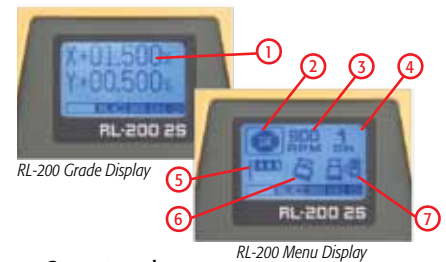 1
X+01.500%
Y+00.500%
RL-200 2S
RL-200 Grade Display
2
3
4
900
RPM
5
6
7
RL-200 2S
RL-200 Menu Display